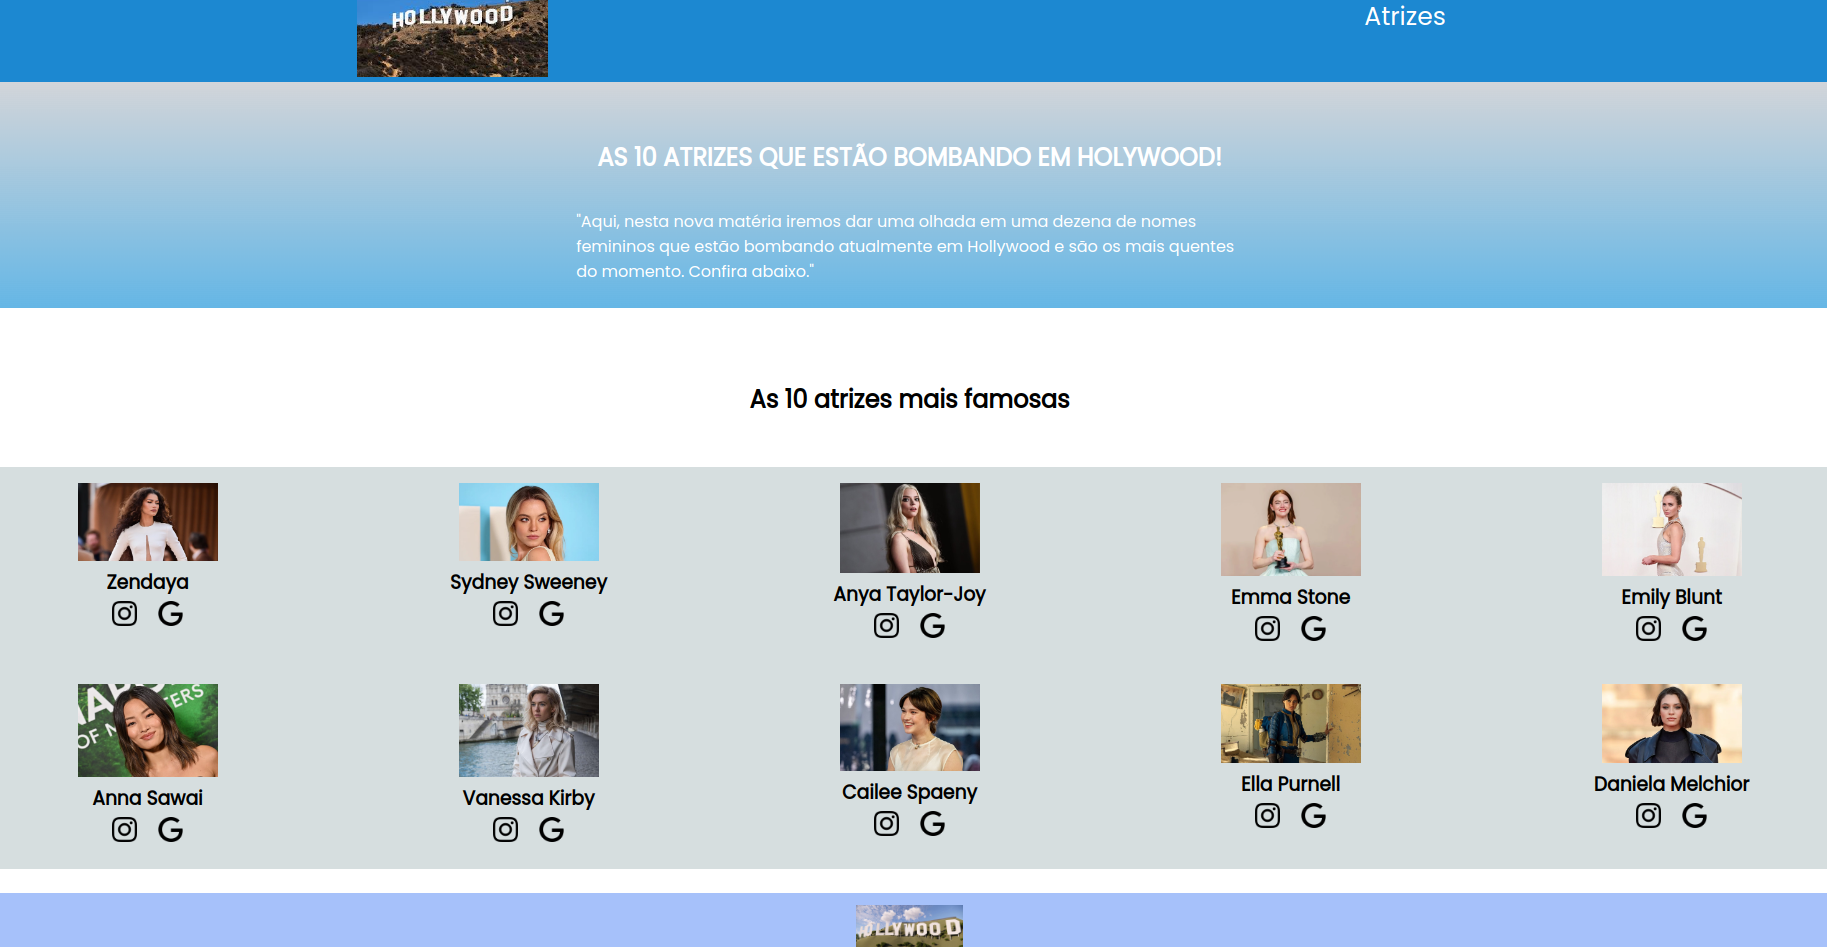 HOLLYWOOD
Atrizes
AS 10 ATRIZES QUE ESTÃO BOMBANDO EM HOLYWOOD!
"Aqui, nesta nova matéria iremos dar uma olhada em uma dezena de nomes
femininos que estão bombando atualmente em Hollywood e são os mais quentes
do momento. Confira abaixo."
As 10 atrizes mais famosas
Zendaya
Sydney Sweeney
Anya Taylor-Joy
Emma Stone
Emily Blunt
OF
TERS
Anna Sawai
Vanessa Kirby
Cailee Spaeny
Ella Purnell
Daniela Melchior
HOLLYWOOD